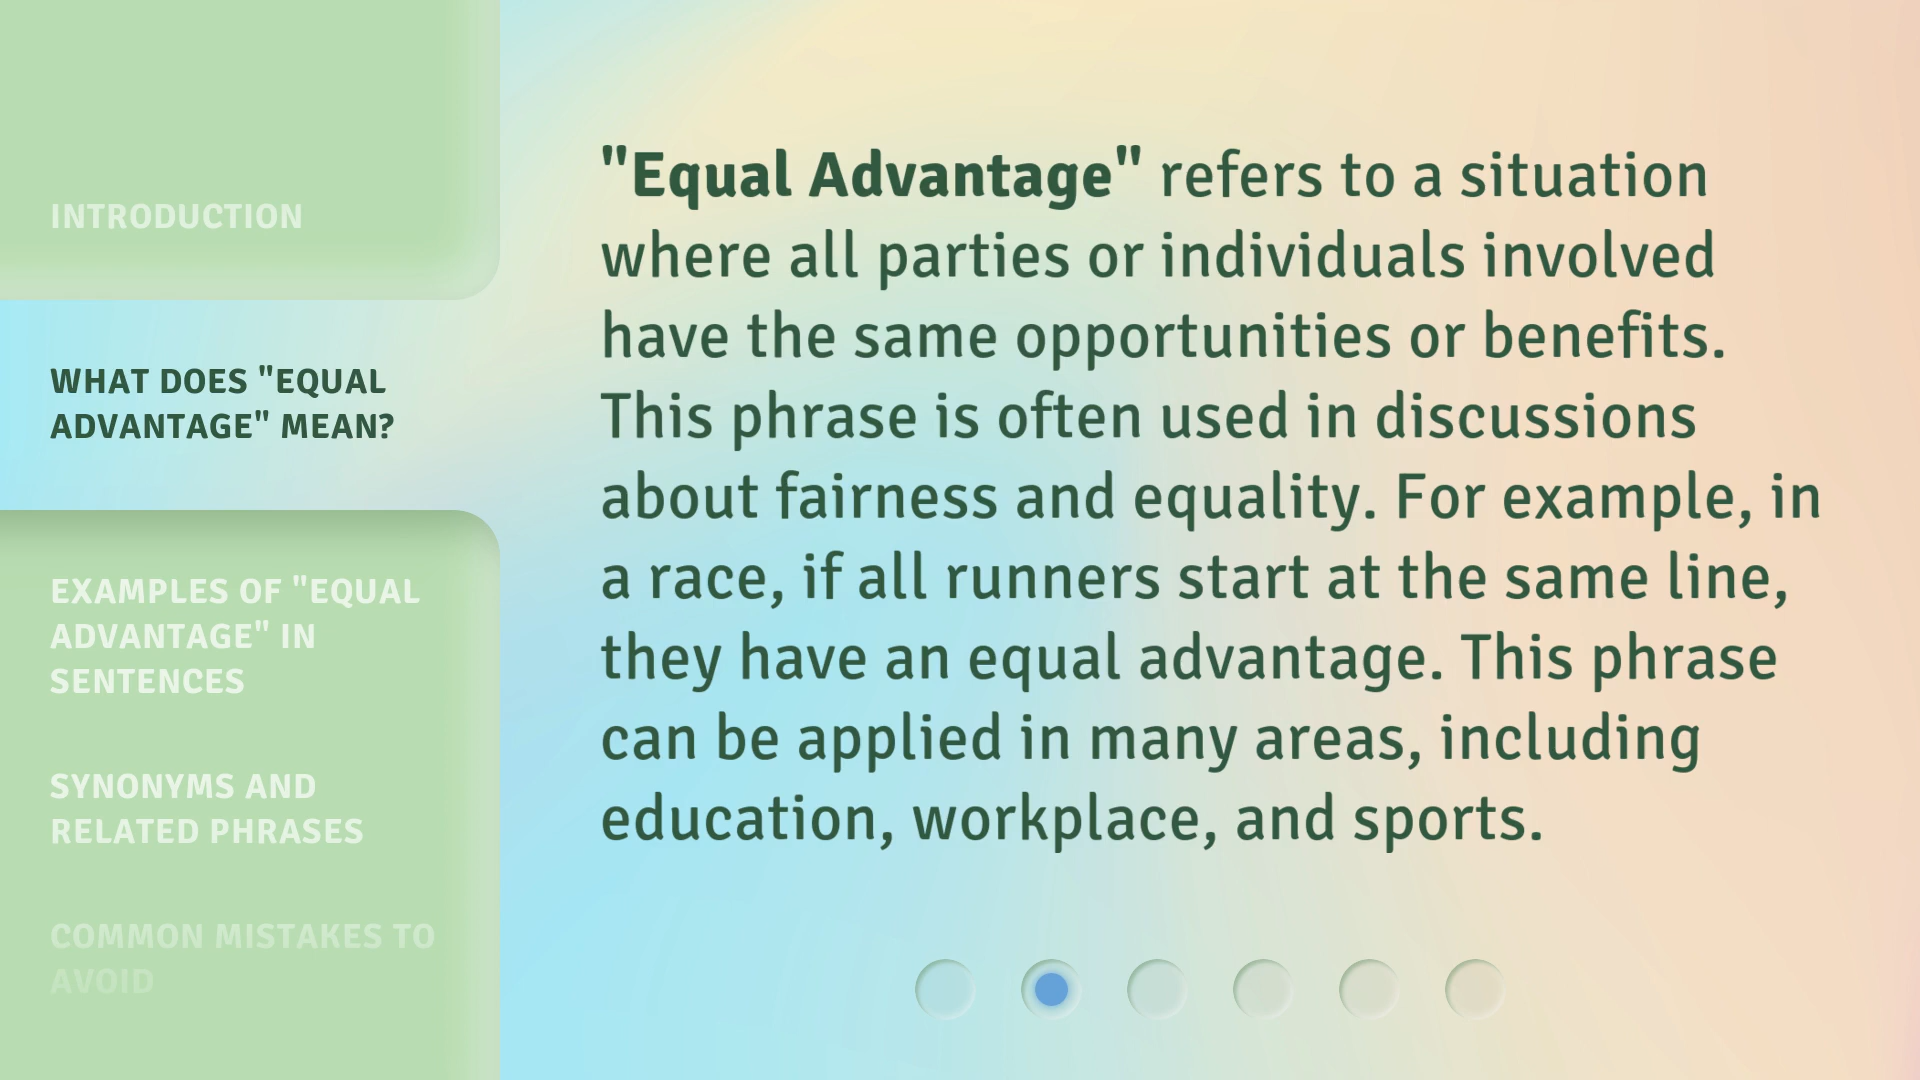 INTRODUCTION
WHAT DOES "EQUAL
ADVANTAGE" MEAN?
EXAMPLES OF "EQUAL
ADVANTAGE" IN
SENTENCES
SYNONYMS AND
RELATED PHRASES
COMMON MISTAKES TO
AVOID
"Equal Advantage" refers to a situation
where all parties or individuals involved
have the same opportunities or benefits.
This phrase is often used in discussions
about fairness and equality. For example, in
a race, if all runners start at the same line,
they have an equal advantage. This phrase
can be applied in many areas, including
education, workplace, and sports.